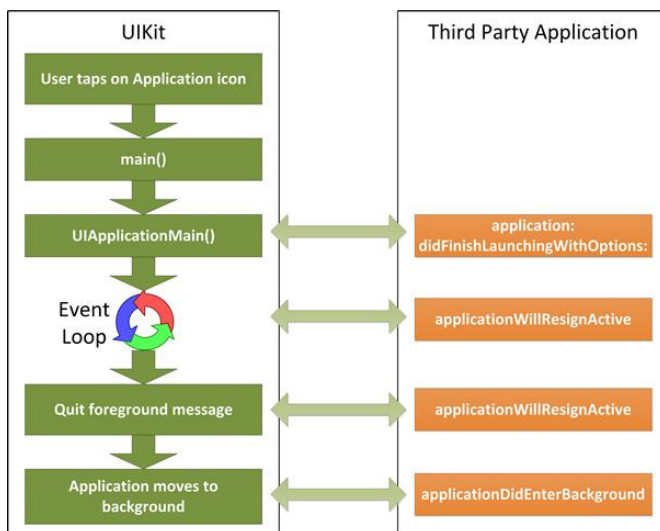 UIKit
Third Party Application
User taps on Application icon
main()
UIApplicationMain()
application:
didFinishLaunchingWithOptions:
Event
Loop
applicationWillResignActive
Quit foreground message
applicationWillResignActive
Application moves to
background
applicationDidEnterBackground